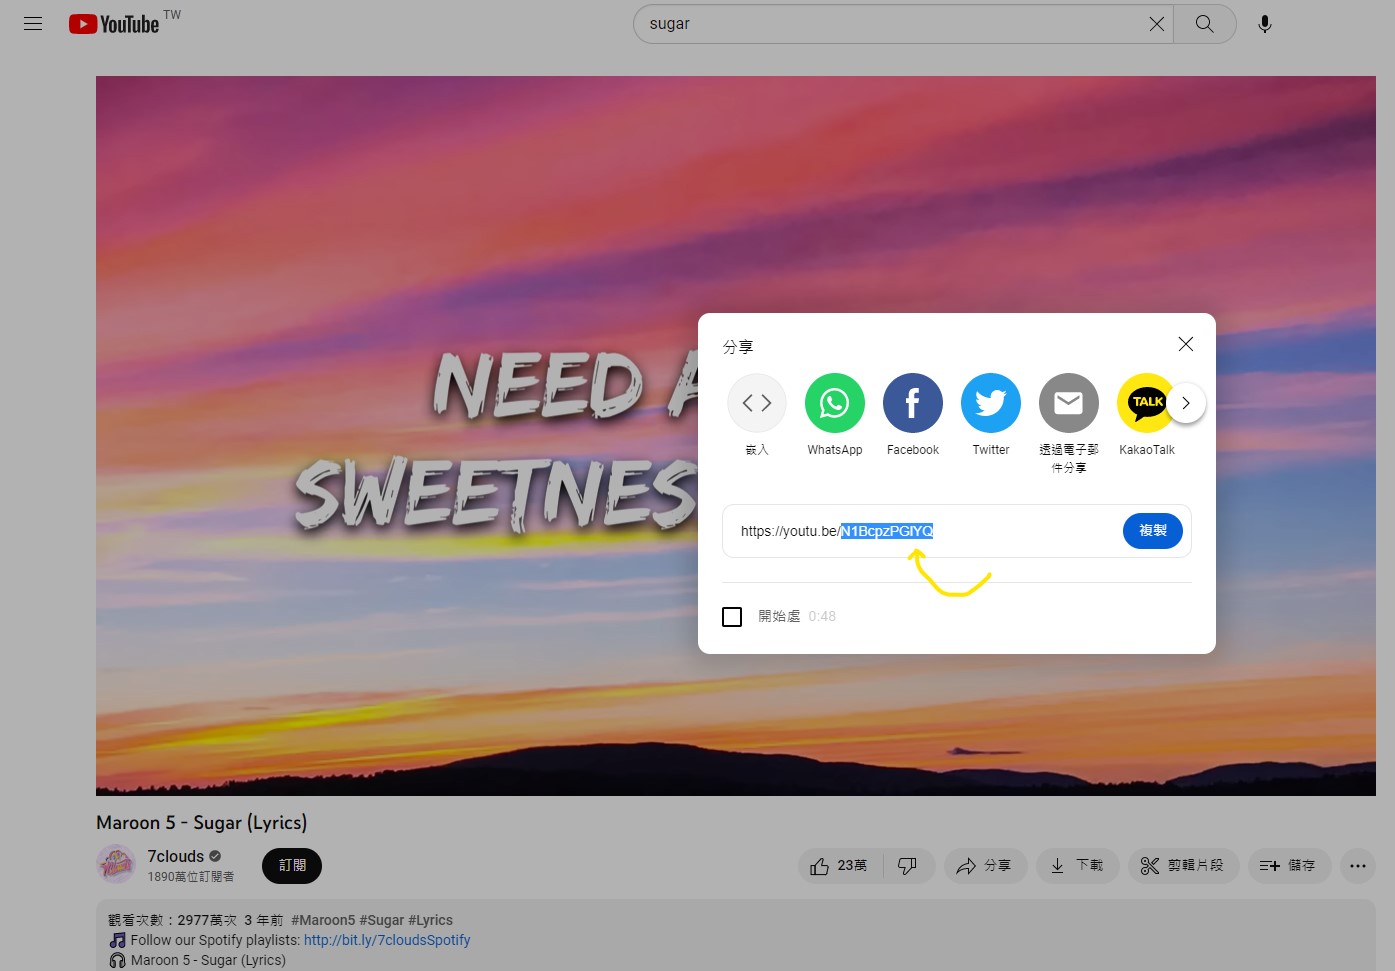 YouTube TW
sugar
NEED A
SWEETNES
分享
嵌入
WhatsApp
Facebook
Twitter
透過電子郵
件分享
TALK
KakaoTalk
https://youtu.be/N1BcpzPGlYQ
複製
開始處 0:48
Maroon 5 - Sugar (Lyrics)
7clouds
1890萬位訂閱者
訂閱
23萬
分享
下載
剪輯片段
儲存
觀看次數：2977萬次 3 年前 #Maroon5 #Sugar #Lyrics
Follow our Spotify playlists: http://bit.ly/7cloudsSpotify
Maroon 5 - Sugar (Lyrics)